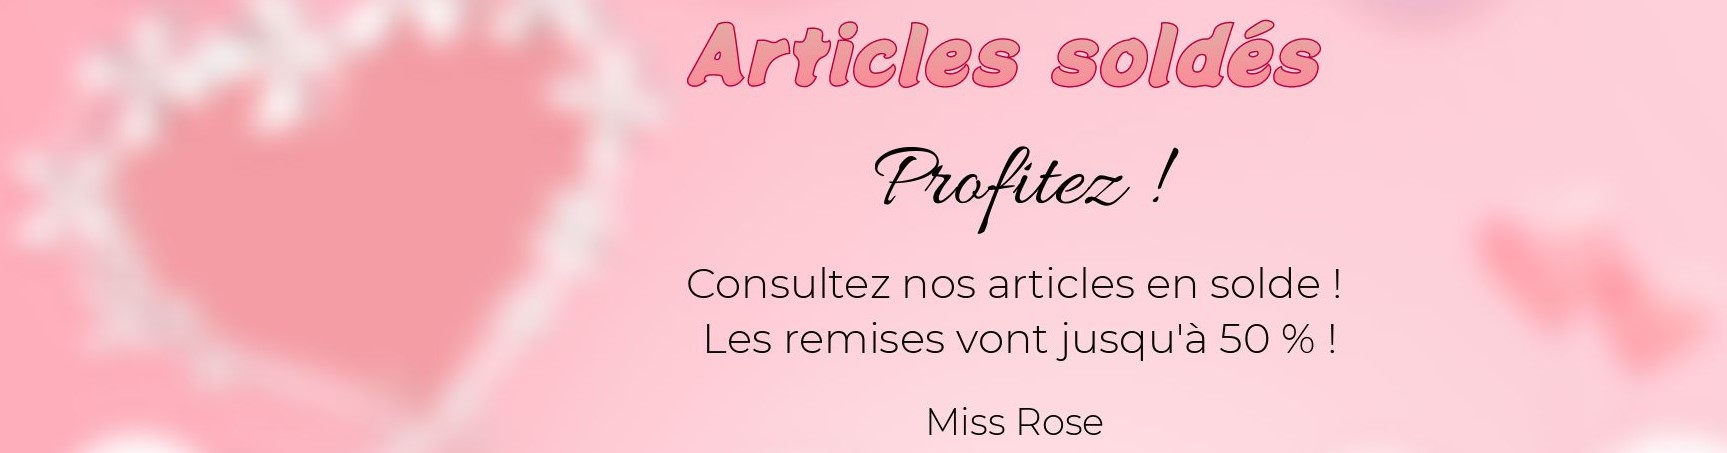 Articles soldés
Profitez !
Consultez nos articles en solde !
Les remises vont jusqu'à 50 % !
Miss Rose